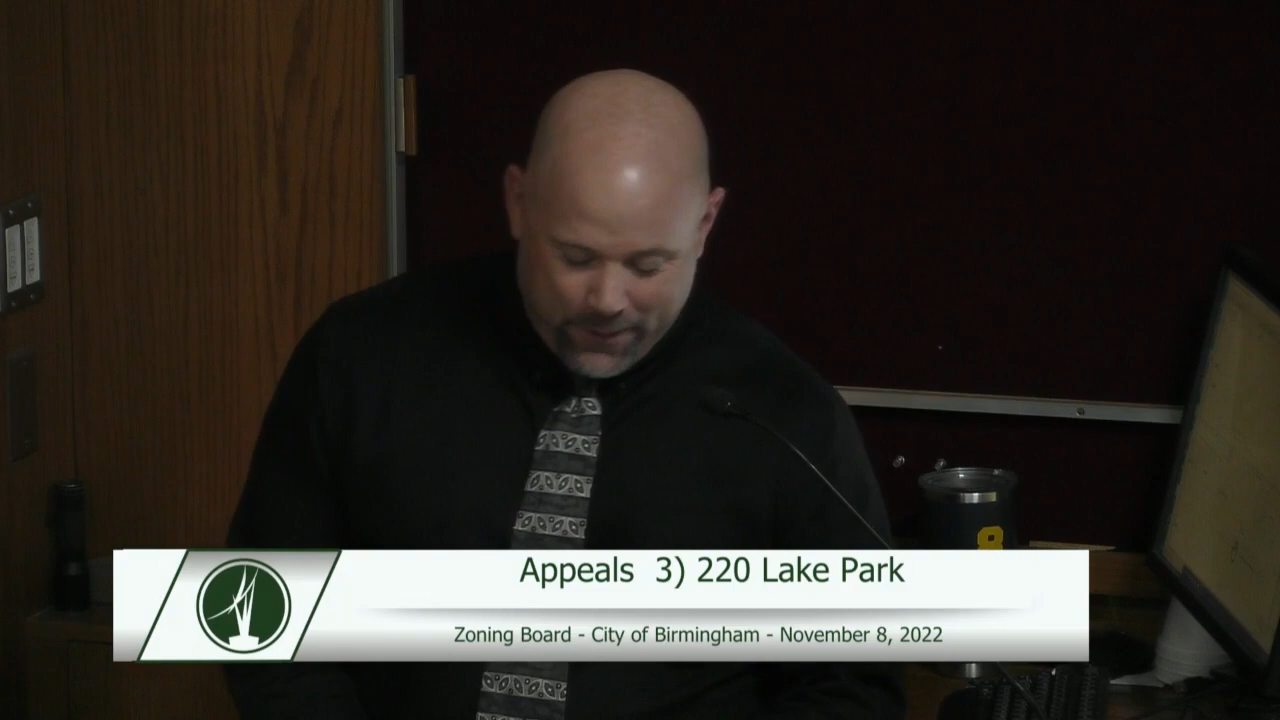 Appeals 3) 220 Lake Park
Zoning Board - City of Birmingham - November 8, 2022